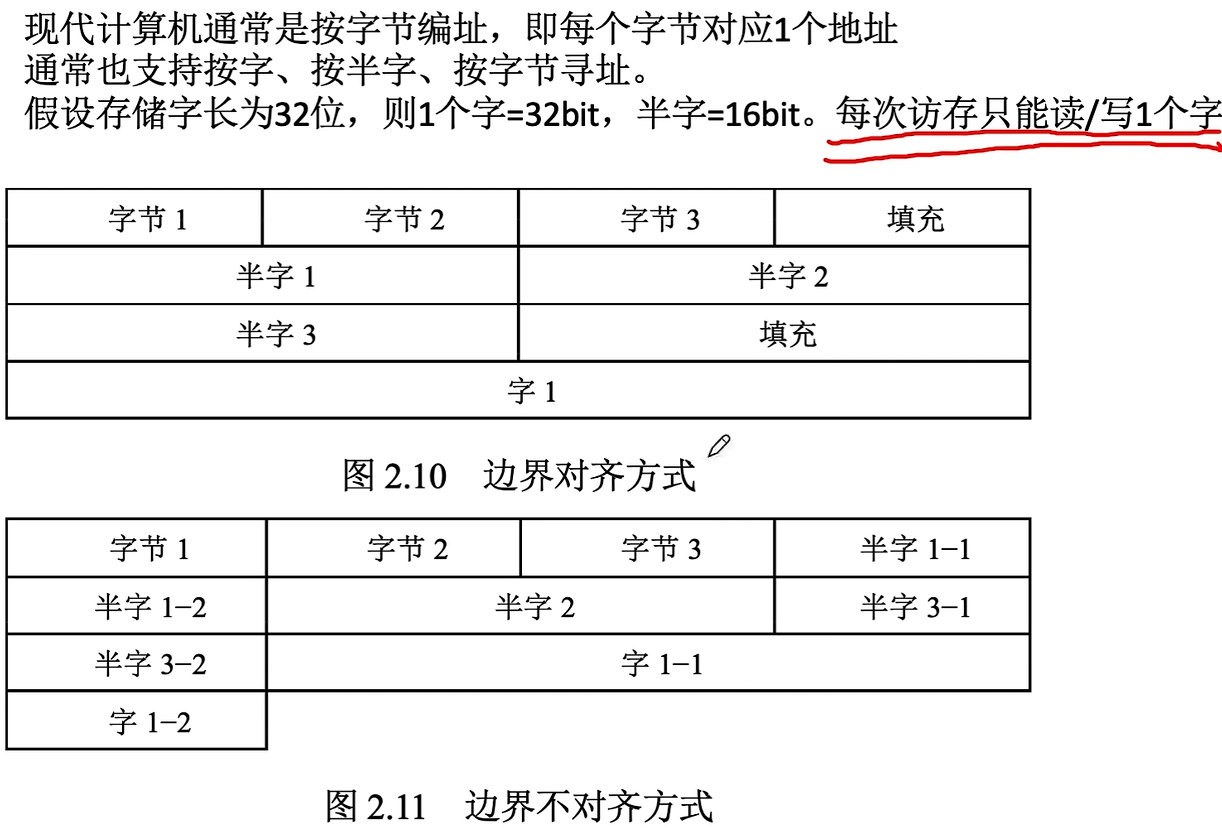 现代计算机通常是按字节编址，即每个字节对应1个地址
通常也支持按字、按半字、按字节寻址。
假设存储字长为32位，则1个字=32bit，半字=16bit。每次访存只能读/写1个字
字节 1 字节 2 字节 3 填充
半字 1 半字 2
半字 3 填充
字 1
图 2.10 边界对齐方式
字节 1 字节 2 字节 3 半字 1−1
半字 1−2 半字 2 半字 3−1
半字 3−2 字 1−1
字 1−2
图 2.11 边界不对齐方式